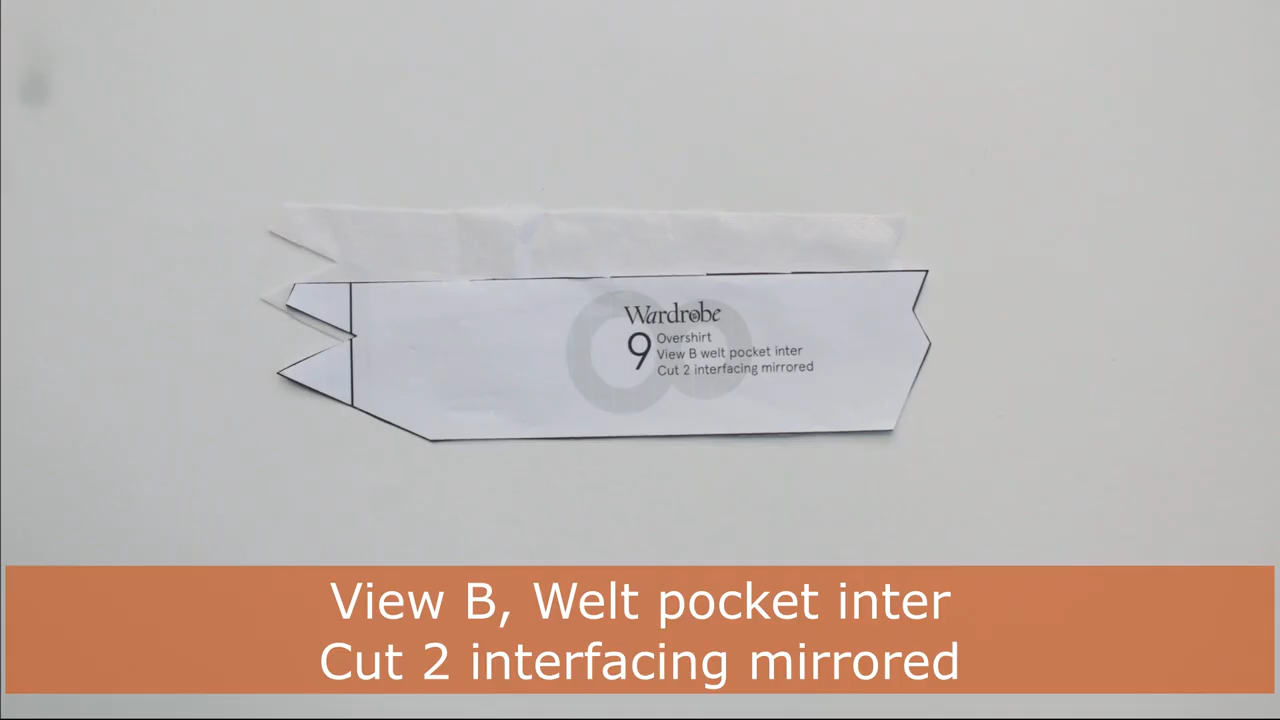 Wardrobe
9
Overshirt
View B welt pocket inter
Cut 2 interfacing mirrored
View B, Welt pocket inter
Cut 2 interfacing mirrored